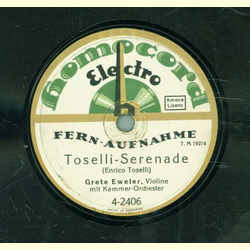 Homocord
Electro
Ammre
Lizenz
FERN-AUFNAHME
T. M 19214
Toselli-Serenade
(Enrico Toselli)
Grete Eweler, Violine
mit Kammer-Orchester
4-2406